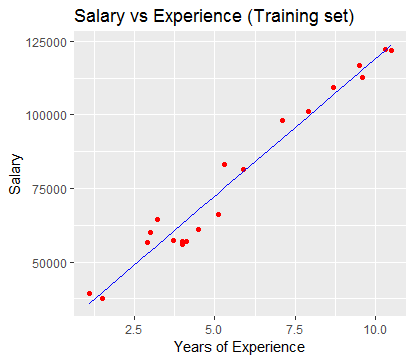 Salary vs Experience (Training set)
125000
100000
75000
50000
Salary
2.5 5.0 7.5 10.0
Years of Experience